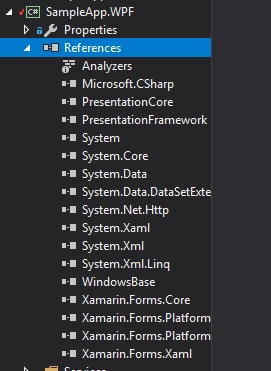 C# SampleApp.WPF
Properties
References
Analyzers
Microsoft.CSharp
PresentationCore
PresentationFramework
System
System.Core
System.Data
System.Data.DataSetExte
System.Net.Http
System.Xaml
System.Xml
System.Xml.Linq
WindowsBase
Xamarin.Forms.Core
Xamarin.Forms.Platform
Xamarin.Forms.Platform
Xamarin.Forms.Xaml
Services